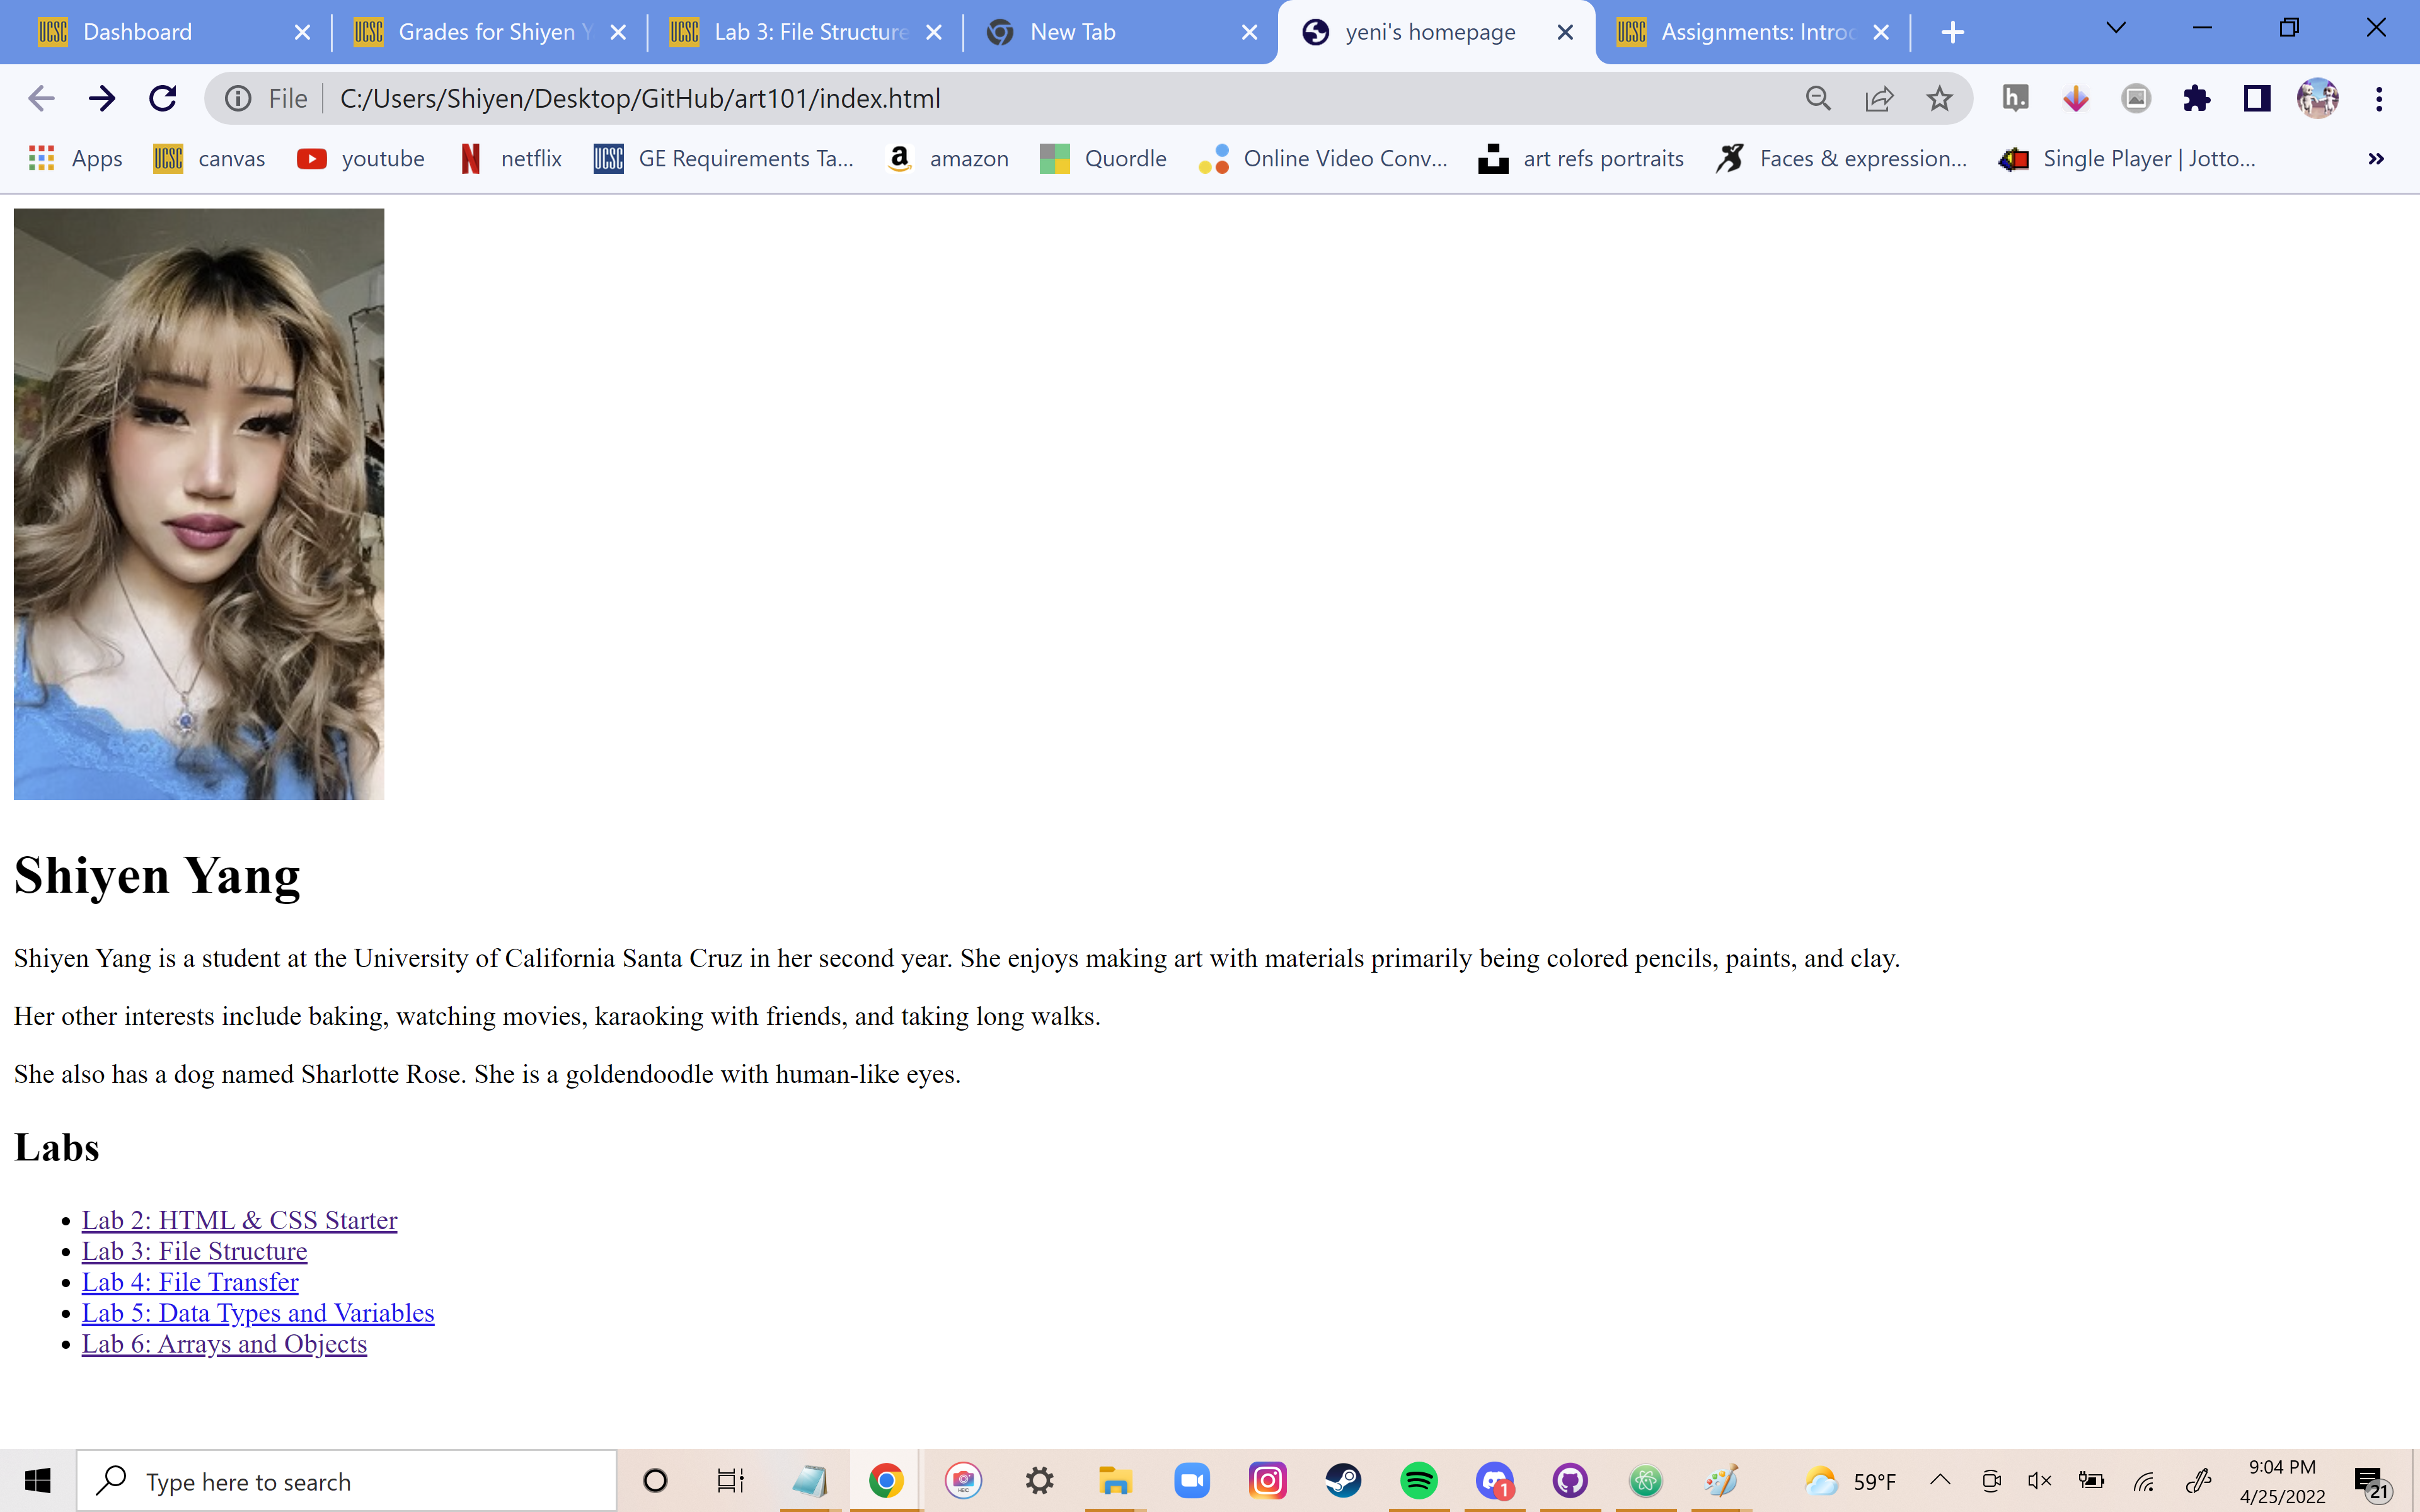 Dashboard
Grades for Shiyen Y
Lab 3: File Structure
New Tab
yeni's homepage
Assignments: Introd
File
C:/Users/Shiyen/Desktop/GitHub/art101/index.html
h.
Apps
UCSC canvas
youtube
N netflix
UCSC GE Requirements Ta...
a amazon
Quordle
Online Video Conv...
art refs portraits
Faces & expression...
Single Player | Jotto...
»
Shiyen Yang
Shiyen Yang is a student at the University of California Santa Cruz in her second year. She enjoys making art with materials primarily being colored pencils, paints, and clay.
Her other interests include baking, watching movies, karaoking with friends, and taking long walks.
She also has a dog named Sharlotte Rose. She is a goldendoodle with human-like eyes.
Labs
Lab 2: HTML & CSS Starter
Lab 3: File Structure
Lab 4: File Transfer
Lab 5: Data Types and Variables
Lab 6: Arrays and Objects
Type here to search
1
59°F
9:04 PM
4/25/2022
21